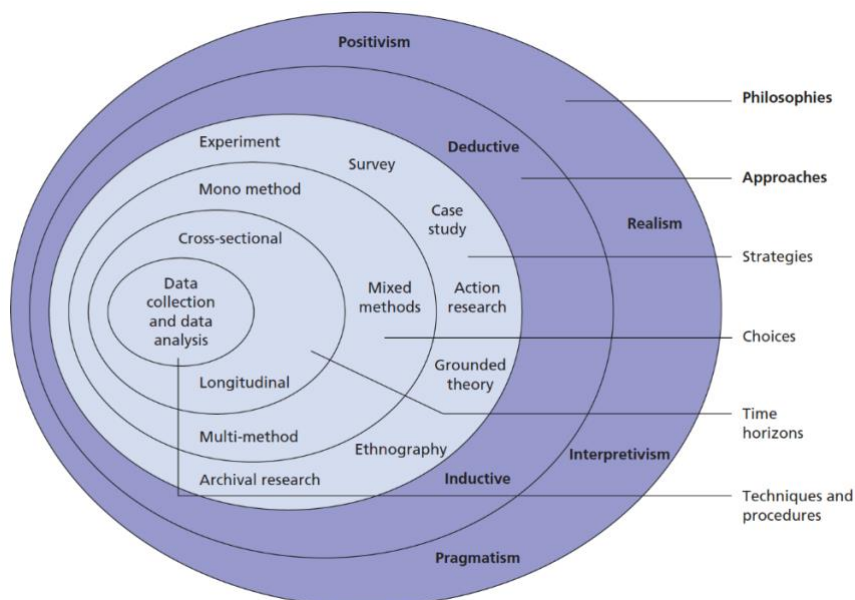 Positivism
Philosophies
Experiment
Deductive
Survey
Approaches
Mono method
Case
study
Realism
Cross-sectional
Strategies
Data
collection
and data
analysis
Mixed
methods
Action
research
Choices
Grounded
theory
Longitudinal
Time
horizons
Multi-method
Ethnography
Interpretivism
Archival research
Inductive
Techniques and
procedures
Pragmatism